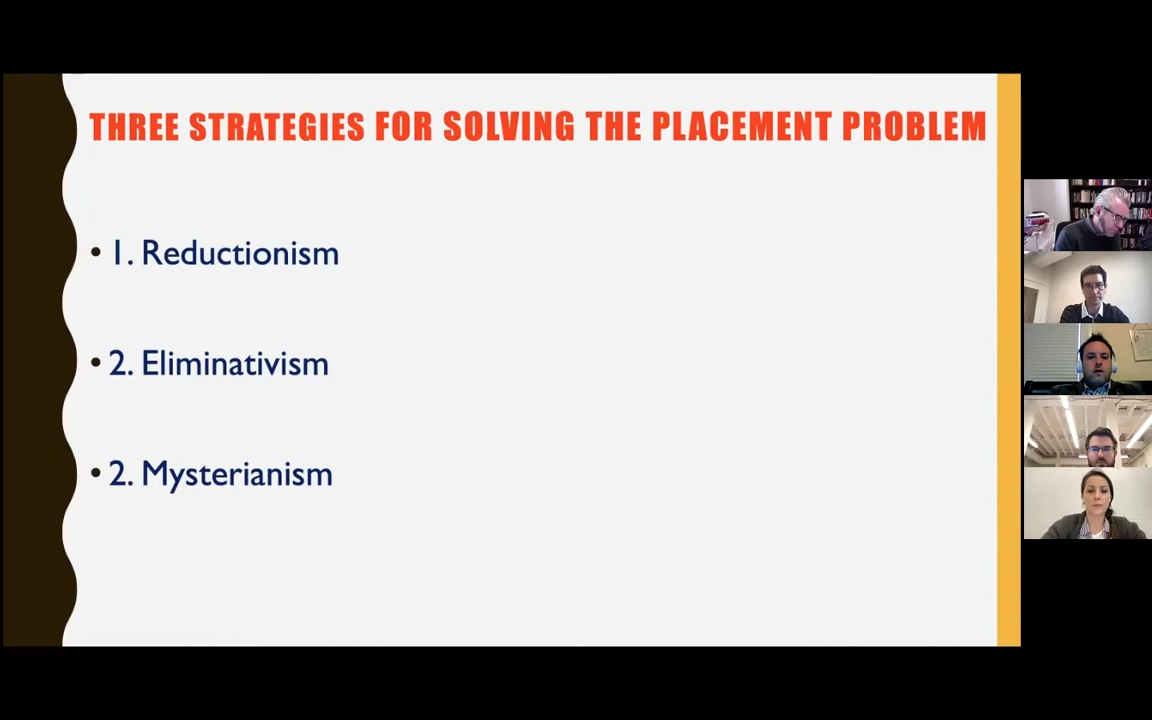 THREE STRATEGIES FOR SOLVING THE PLACEMENT PROBLEM
• 1. Reductionism
• 2. Eliminativism
• 2. Mysterianism